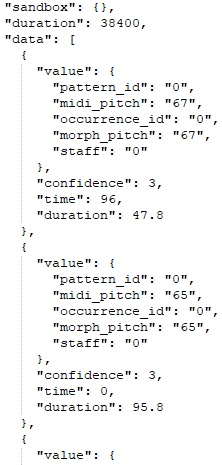 "sandbox": {},
"duration": 38400,
"data": [
{
"value": {
"pattern_id": "0",
"midi_pitch": "67",
"occurrence_id": "0",
"morph_pitch": "67",
"staff": "0"
},
"confidence": 3,
"time": 96,
"duration": 47.8
},
{
"value": {
"pattern_id": "0",
"midi_pitch": "65",
"occurrence_id": "0",
"morph_pitch": "65",
"staff": "0"
},
"confidence": 3,
"time": 0,
"duration": 95.8
},
{
"value": {